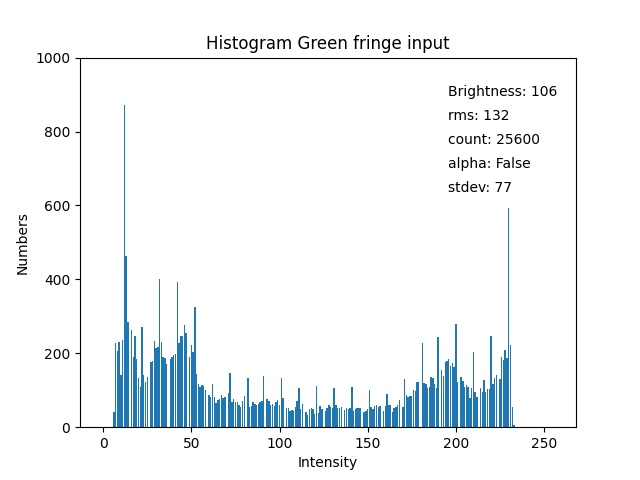 Histogram Green fringe input
1000
Brightness: 106
rms: 132
800
count: 25600
alpha: False
stdev: 77
600
Numbers
400
200
0
0 50 100 150 200 250
Intensity